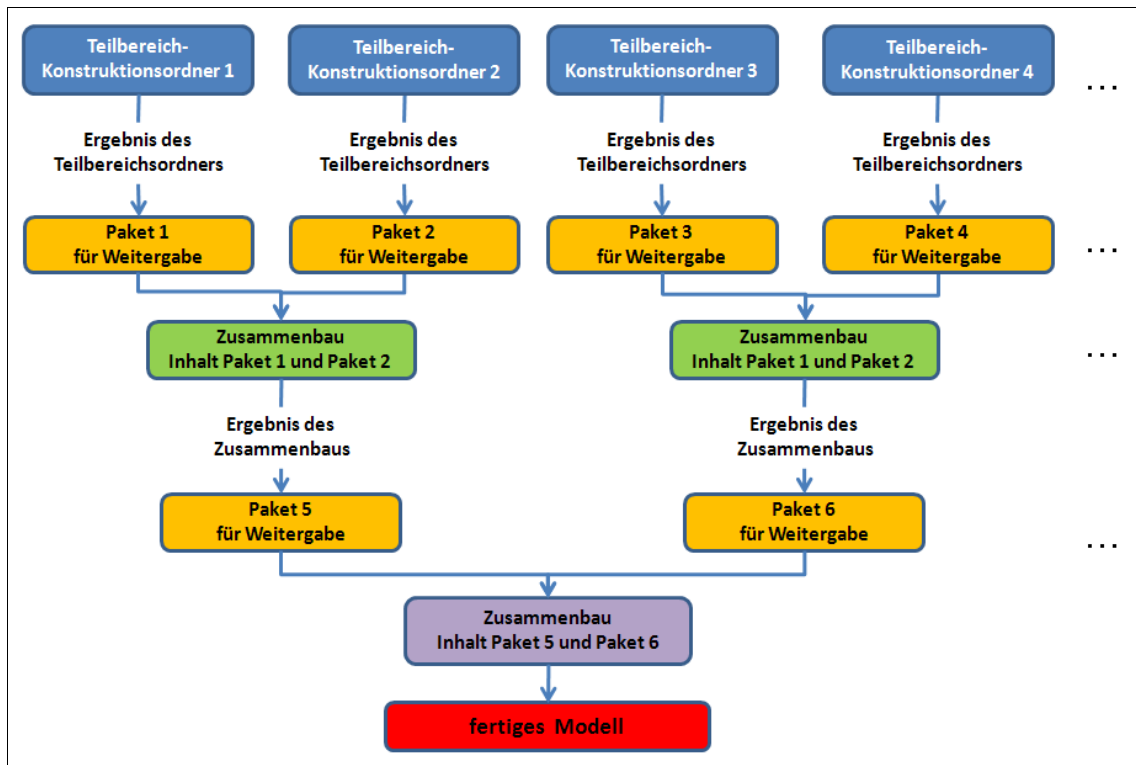 Teilbereich-
Konstruktionsordner 1
Teilbereich-
Konstruktionsordner 2
Teilbereich-
Konstruktionsordner 3
Teilbereich-
Konstruktionsordner 4
...
Ergebnis des
Teilbereichsordners
Ergebnis des
Teilbereichsordners
Ergebnis des
Teilbereichsordners
Ergebnis des
Teilbereichsordners
Paket 1
für Weitergabe
Paket 2
für Weitergabe
Paket 3
für Weitergabe
Paket 4
für Weitergabe
...
Zusammenbau
Inhalt Paket 1 und Paket 2
Zusammenbau
Inhalt Paket 1 und Paket 2
...
Ergebnis des
Zusammenbaus
Ergebnis des
Zusammenbaus
Paket 5
für Weitergabe
Paket 6
für Weitergabe
...
Zusammenbau
Inhalt Paket 5 und Paket 6
fertiges Modell